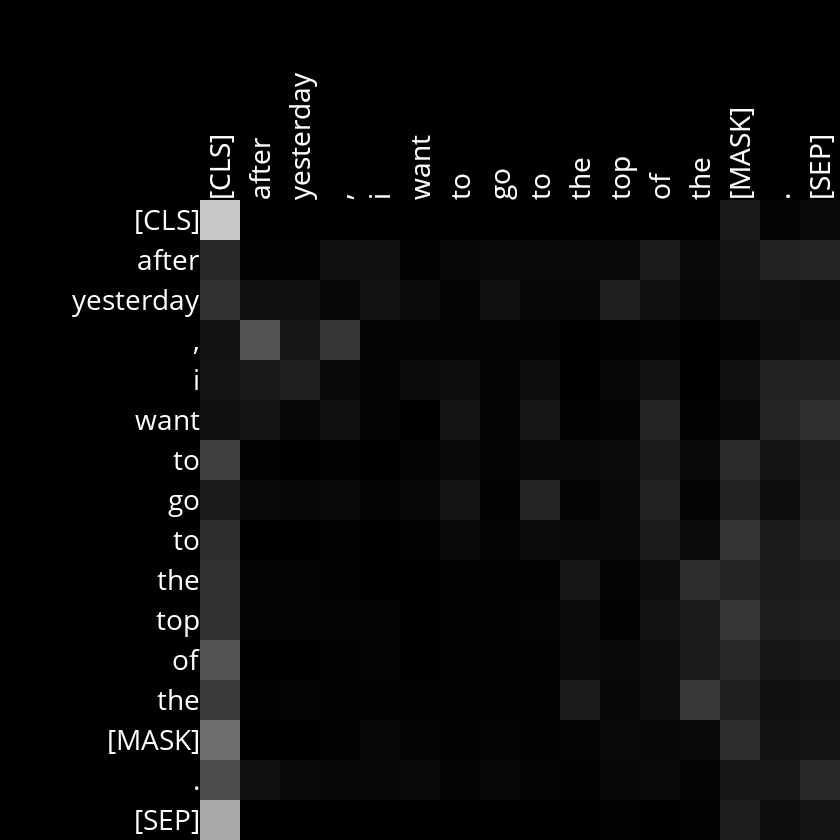 [CLS] after yesterday , i want to go to the top of the [MASK] . [SEP]
[CLS]
after
yesterday
,
i
want
to
go
to
the
top
of
the
[MASK]
.
[SEP]